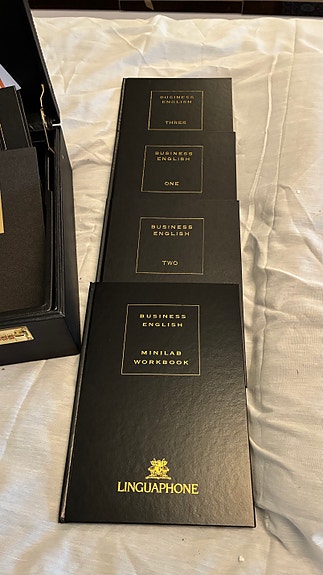 BUSINESS
ENGLISH
THREE
BUSINESS
ENGLISH
ONE
BUSINESS
ENGLISH
TWO
BUSINESS
ENGLISH
MINILAB
WORKBOOK
LINGUAPHONE